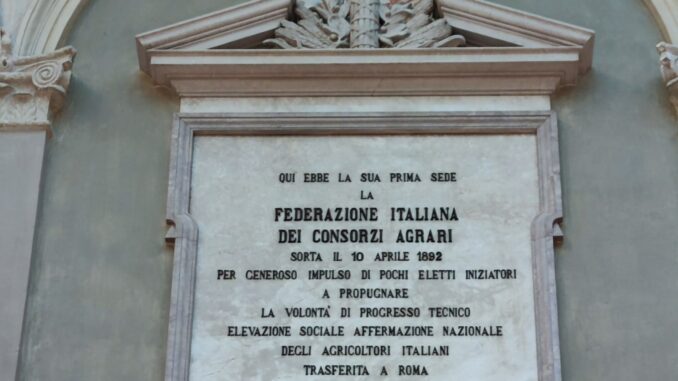 QUI EBBE LA SUA PRIMA SEDE
LA
FEDERAZIONE ITALIANA
DEI CONSORZI AGRARI
SORTA IL 10 APRILE 1892
PER GENEROSO IMPULSO DI POCHI ELETTI INIZIATORI
A PROPUGNARE
LA VOLONTA' DI PROGRESSO TECNICO
ELEVAZIONE SOCIALE AFFERMAZIONE NAZIONALE
DEGLI AGRICOLTORI ITALIANI
TRASFERITA A ROMA